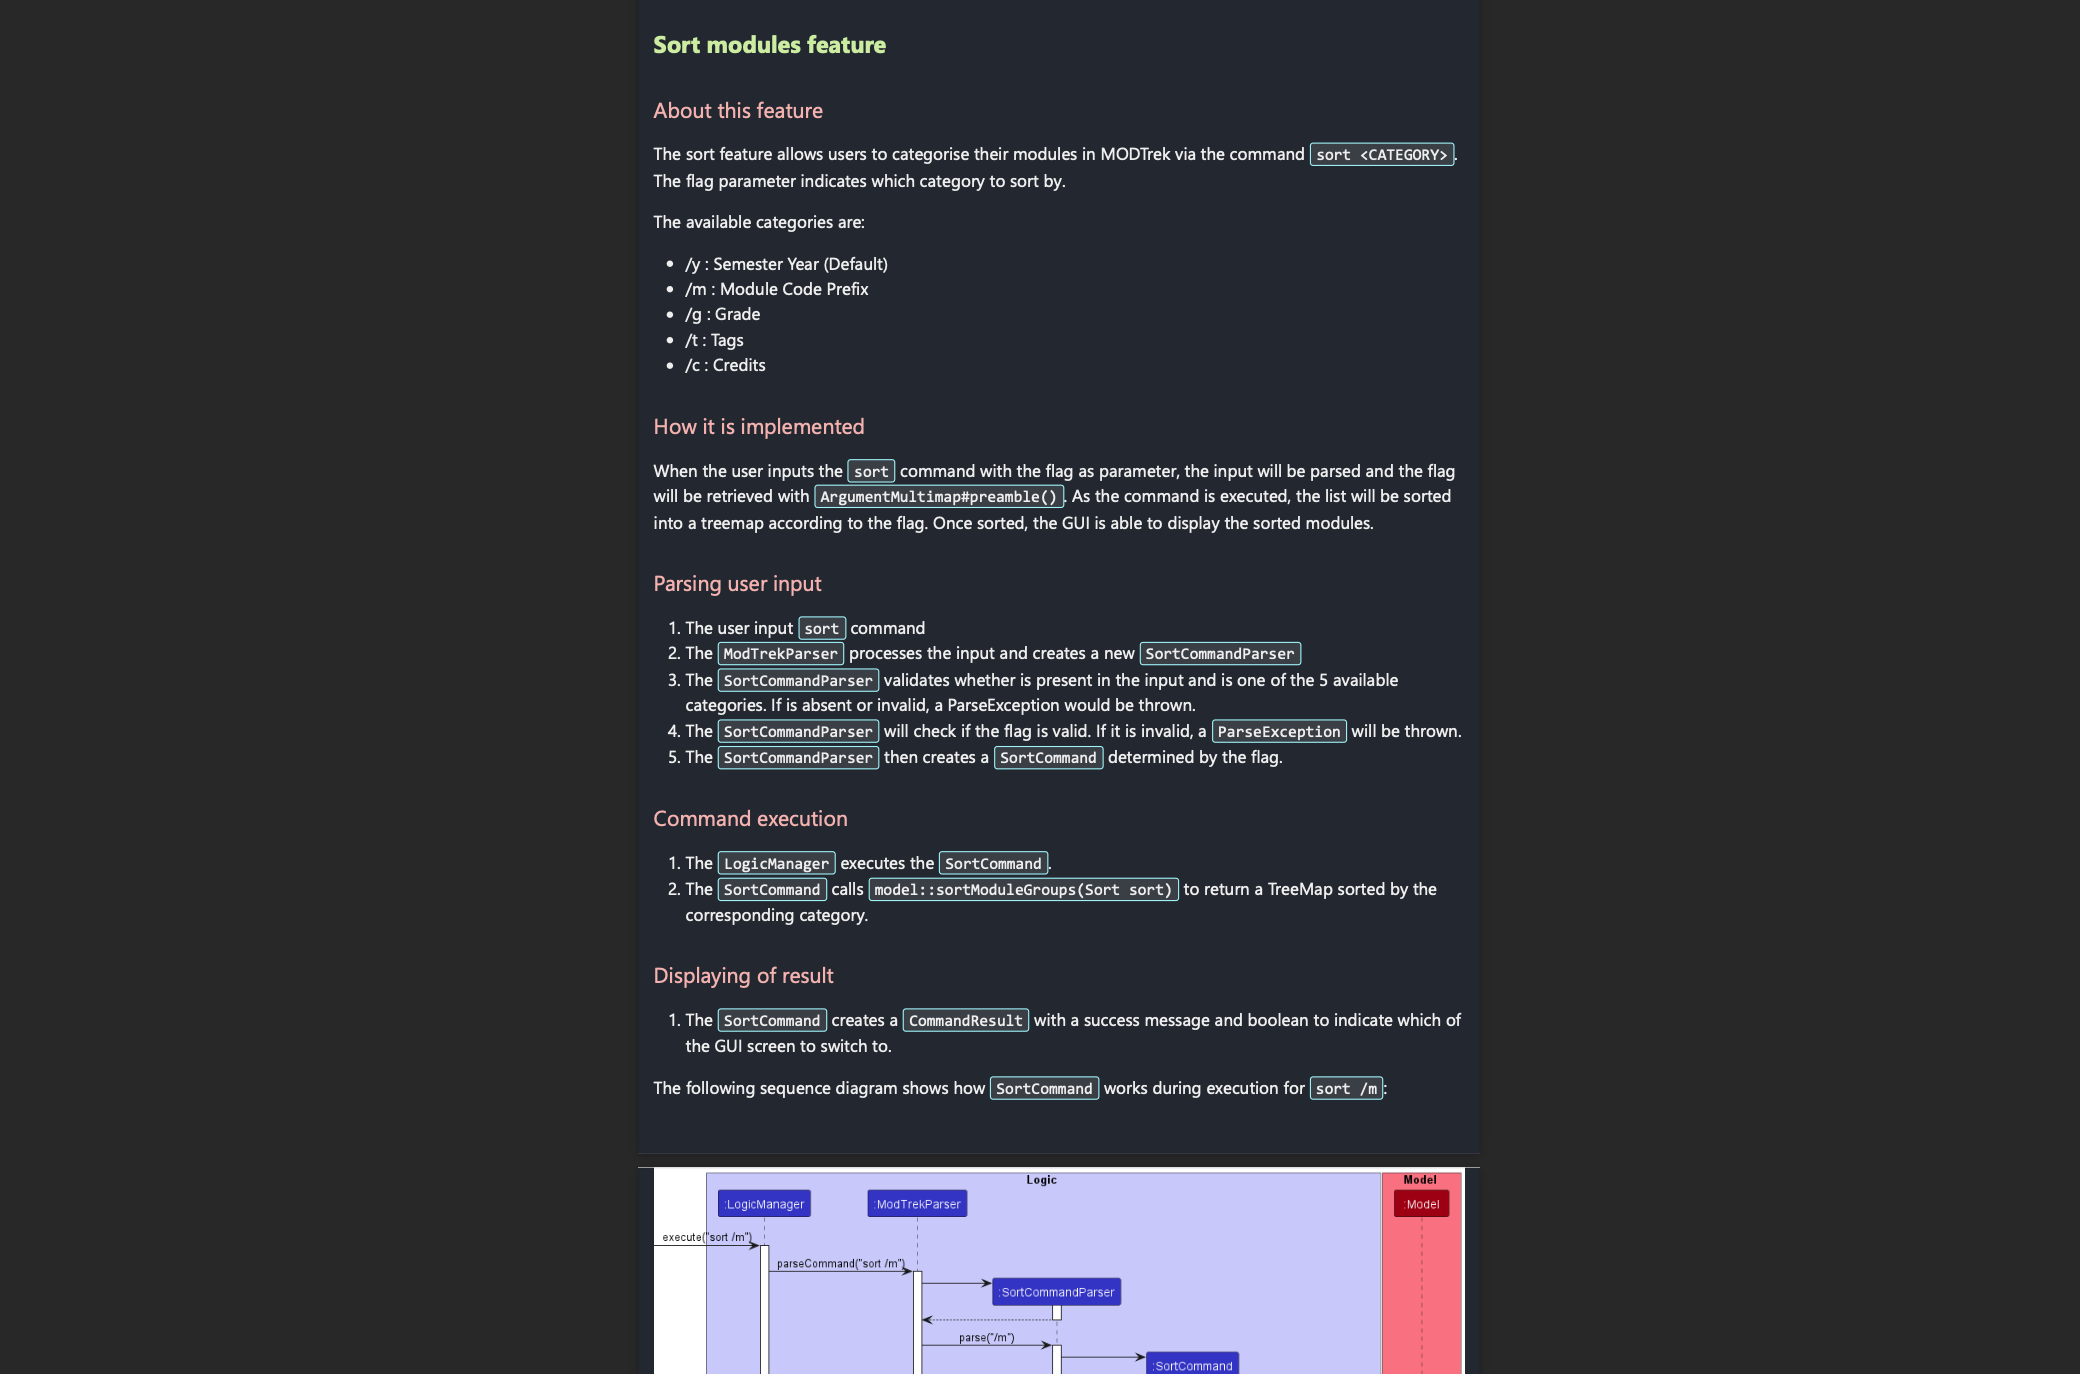 Sort modules feature
About this feature
The sort feature allows users to categorise their modules in MODTrek via the command sort <CATEGORY>.
The flag parameter indicates which category to sort by.
The available categories are:
• /y : Semester Year (Default)
• /m : Module Code Prefix
• /g : Grade
• /t : Tags
• /c : Credits
How it is implemented
When the user inputs the sort command with the flag as parameter, the input will be parsed and the flag
will be retrieved with ArgumentMultimap#preamble(). As the command is executed, the list will be sorted
into a treemap according to the flag. Once sorted, the GUI is able to display the sorted modules.
Parsing user input
1. The user input sort command
2. The ModTrekParser processes the input and creates a new SortCommandParser
3. The SortCommandParser validates whether is present in the input and is one of the 5 available
categories. If is absent or invalid, a ParseException would be thrown.
4. The SortCommandParser will check if the flag is valid. If it is invalid, a ParseException will be thrown.
5. The SortCommandParser then creates a SortCommand determined by the flag.
Command execution
1. The LogicManager executes the SortCommand.
2. The SortCommand calls model::sortModuleGroups(Sort sort) to return a TreeMap sorted by the
corresponding category.
Displaying of result
1. The SortCommand creates a CommandResult with a success message and boolean to indicate which of
the GUI screen to switch to.
The following sequence diagram shows how SortCommand works during execution for sort /m:
Logic
Model
:LogicManager
:ModTrekParser
:Model
execute("sort /m")
parseCommand("sort /m")
:SortCommandParser
parse("/m")
:SortCommand